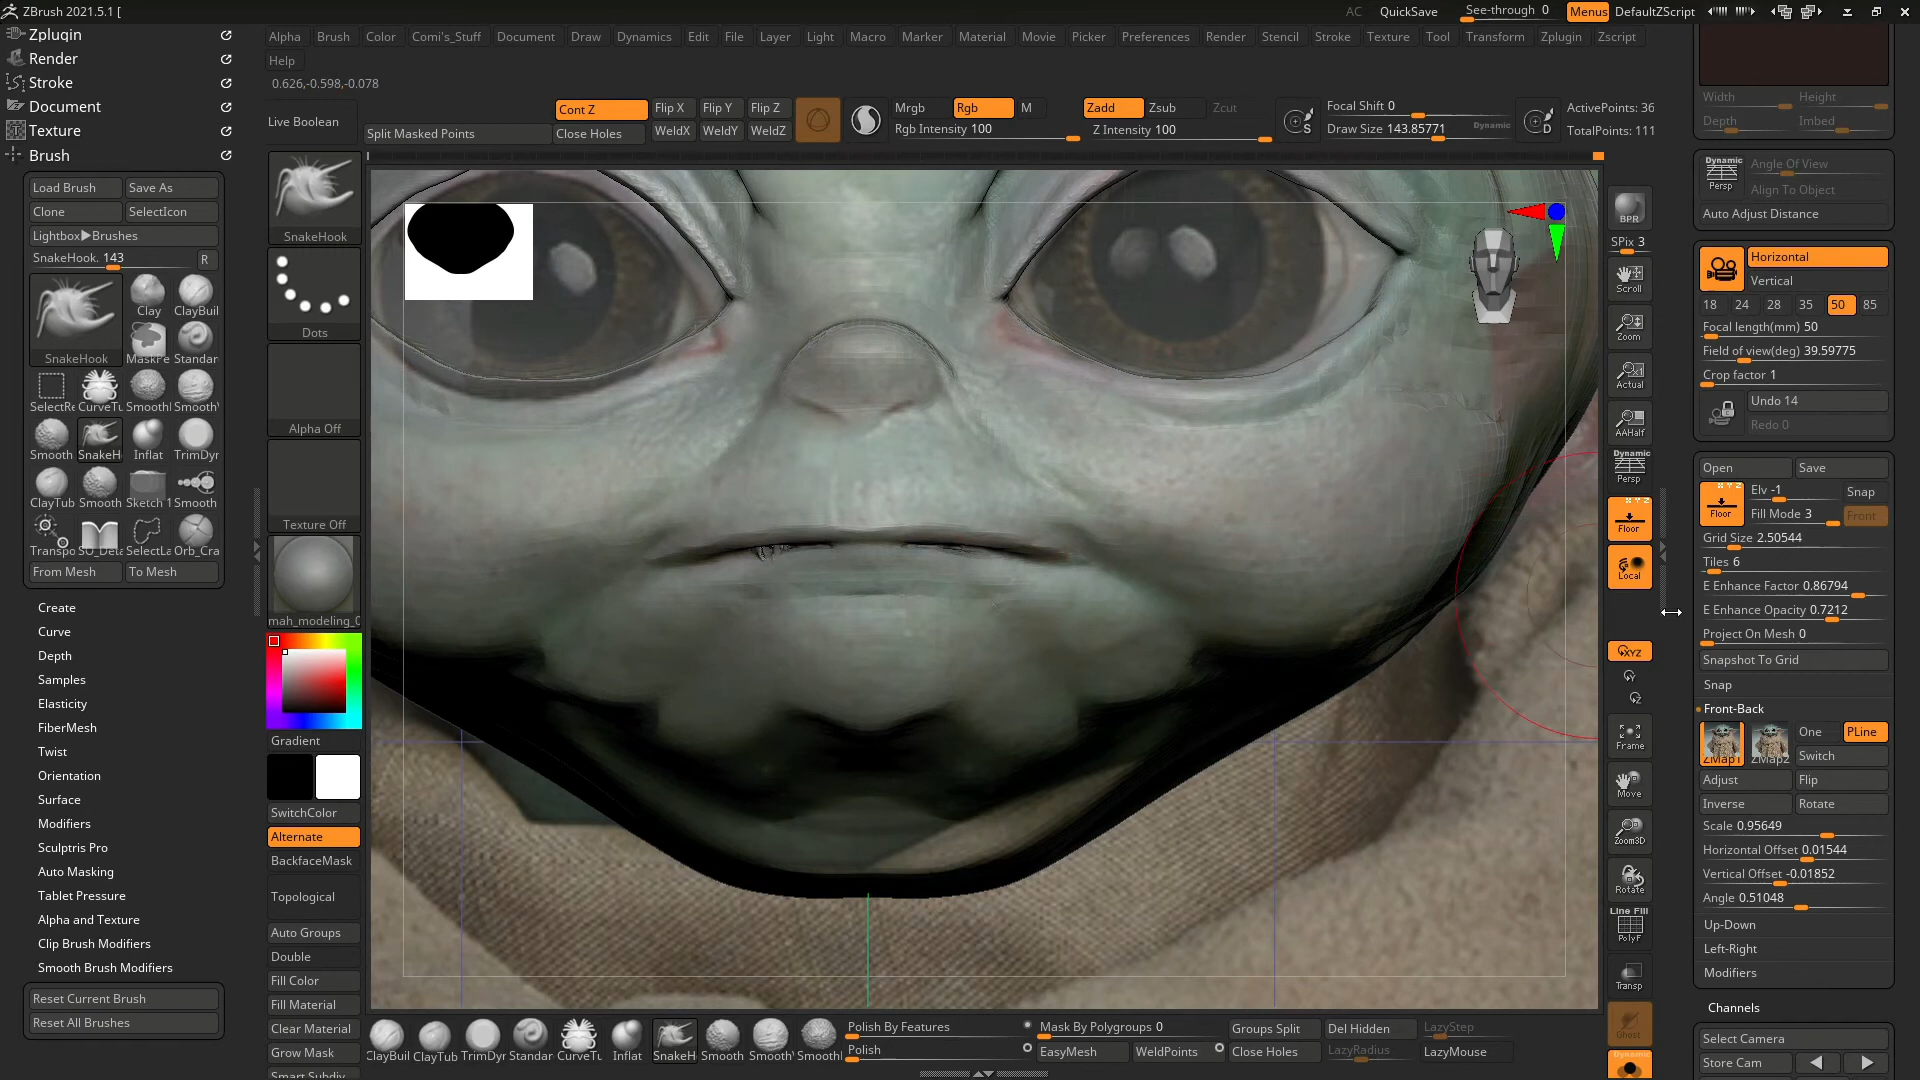 ZBrush 2021.5.1 [
AC QuickSave See-through 0 Menus DefaultZScript
Zplugin
Render
Stroke
Document
Texture
Brush
Alpha Brush Color Comi's_Stuff Document Draw Dynamics Edit File Layer Light Macro Marker Material Movie Picker Preferences Render Stencil Stroke Texture Tool Transform Zplugin Zscript
Help
0.626,-0.598,-0.078
Live Boolean
Split Masked Points
Cont Z
Close Holes
Flip X Flip Y Flip Z
WeldX WeldY WeldZ
Mrgb Rgb M
Rgb Intensity 100
Zadd Zsub Zcut
Z Intensity 100
S
Focal Shift 0
Draw Size 143.85771 Dynamic
D
ActivePoints: 36
TotalPoints: 111
Load Brush Save As
Clone SelectIcon
Lightbox▶Brushes
SnakeHook. 143 R
SnakeHook Clay ClayBuil
MaskPe Standar
SelectRe CurveTu Smooth
Smooth SnakeH Inflat TrimDyn
ClayTub Smooth Sketch 1 Smooth
Transpo SelectLa Orb_Cra
From Mesh To Mesh
Create
Curve
Depth
Samples
Elasticity
FiberMesh
Twist
Orientation
Surface
Modifiers
Sculptris Pro
Auto Masking
Tablet Pressure
Alpha and Texture
Clip Brush Modifiers
Smooth Brush Modifiers
Reset Current Brush
Reset All Brushes
SnakeHook
Dots
Alpha Off
Texture Off
mah_modeling_0
Gradient
SwitchColor
Alternate
BackfaceMask
Topological
Auto Groups
Double
Fill Color
Fill Material
Clear Material
Grow Mask
Smart Subdiv
BPR
SPix 3
Scroll
Zoom
Actual
AAHalf
Dynamic
Persp
Floor
Local
XYZ
Y
Z
Frame
Move
Zoom3D
Rotate
Line Fill
PolyF
Transp
Ghost
Dynamic
Width Height
Depth Imbed
Dynamic
Persp
Angle Of View
Align To Object
Auto Adjust Distance
Horizontal
Vertical
18 24 28 35 50 85
Focal length(mm) 50
Field of view(deg) 39.59775
Crop factor 1
Undo 14
Redo 0
Open Save
X Y Z
Floor
Elv -1 Snap
Fill Mode 3 Front
Grid Size 2.50544
Tiles 6
E Enhance Factor 0.86794
E Enhance Opacity 0.7212
Project On Mesh 0
Snapshot To Grid
Snap
Front-Back
ZMap1 ZMap2 One PLine
Switch
Adjust Flip
Inverse Rotate
Scale 0.95649
Horizontal Offset 0.01544
Vertical Offset -0.01852
Angle 0.51048
Up-Down
Left-Right
Modifiers
Channels
Select Camera
Store Cam
ClayBuil ClayTub TrimDyn Standar CurveTu Inflat SnakeH Smooth Smooth
Polish By Features
Polish
Mask By Polygroups 0
EasyMesh WeldPoints
Groups Split Del Hidden LazyStep
Close Holes LazyRadius LazyMouse